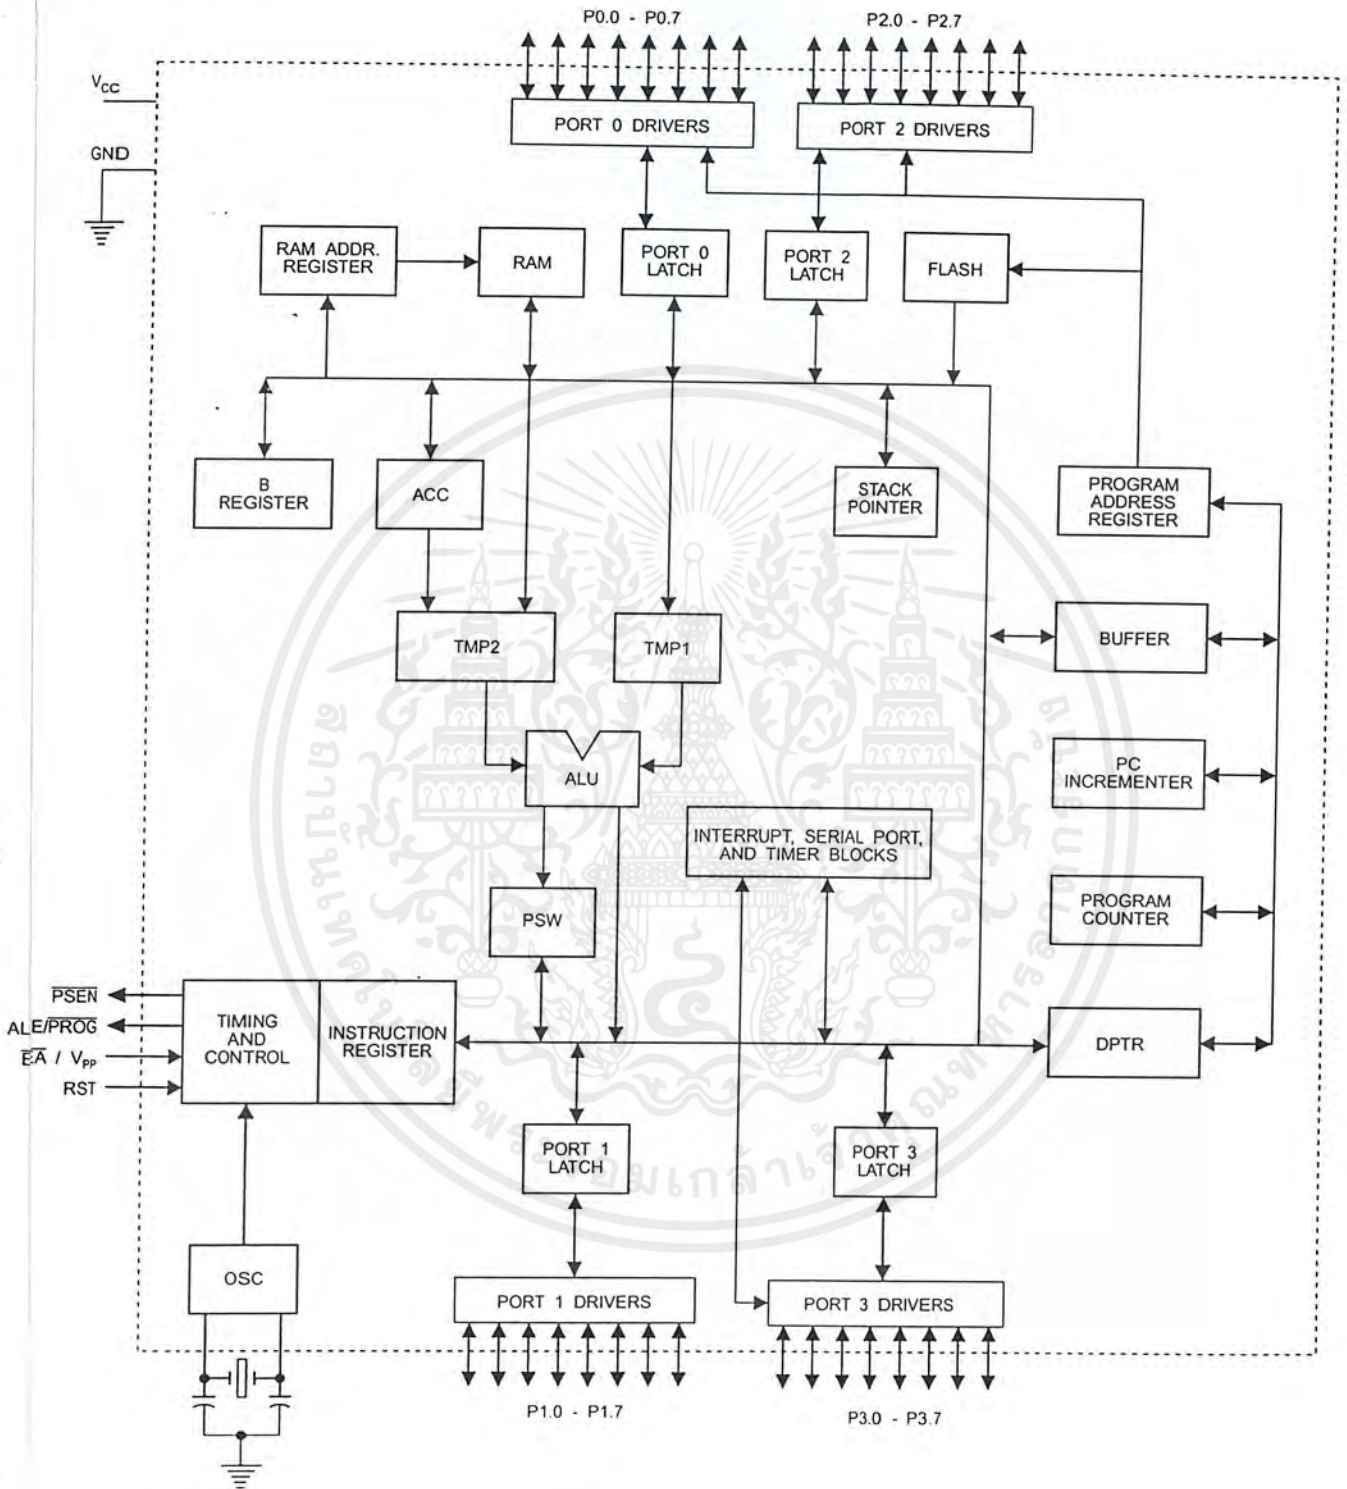 P0.0 - P0.7
P2.0 - P2.7
VCC
GND
PORT 0 DRIVERS
PORT 2 DRIVERS
RAM ADDR.
REGISTER
RAM
PORT 0
LATCH
PORT 2
LATCH
FLASH
B
REGISTER
ACC
STACK
POINTER
PROGRAM
ADDRESS
REGISTER
TMP2
TMP1
BUFFER
ALU
PC
INCREMENTER
INTERRUPT, SERIAL PORT,
AND TIMER BLOCKS
PSW
PROGRAM
COUNTER
PSEN
ALE/PROG
EA / VPP
RST
TIMING
AND
CONTROL
INSTRUCTION
REGISTER
DPTR
PORT 1
LATCH
PORT 3
LATCH
OSC
PORT 1 DRIVERS
PORT 3 DRIVERS
P1.0 - P1.7
P3.0 - P3.7